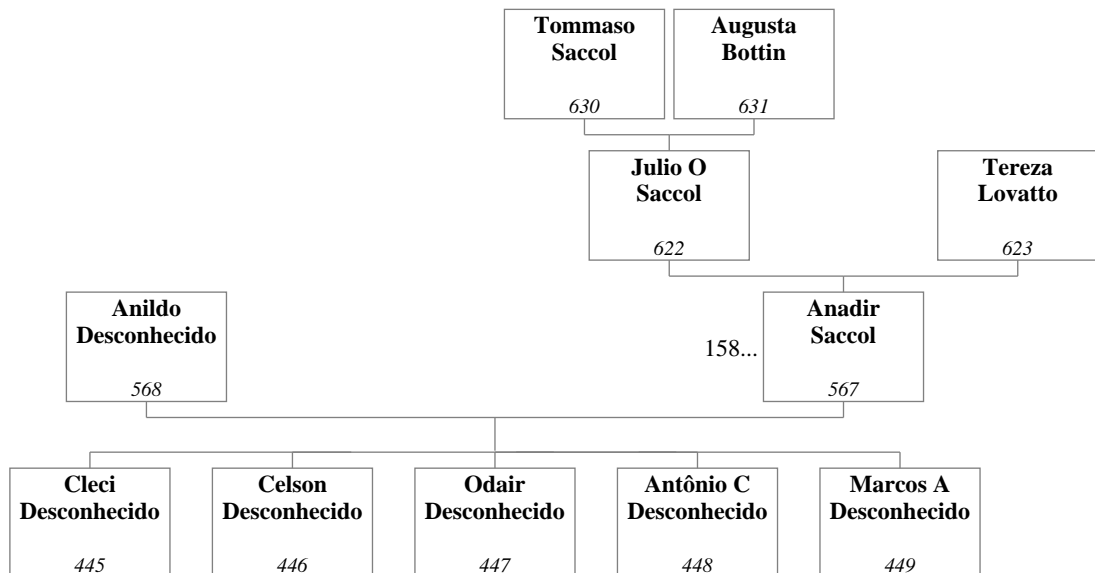 Tommaso
Saccol
630
Augusta
Bottin
631
Julio O
Saccol
622
Tereza
Lovatto
623
Anildo
Desconhecido
568
158...
Anadir
Saccol
567
Cleci
Desconhecido
445
Celson
Desconhecido
446
Odair
Desconhecido
447
Antônio C
Desconhecido
448
Marcos A
Desconhecido
449